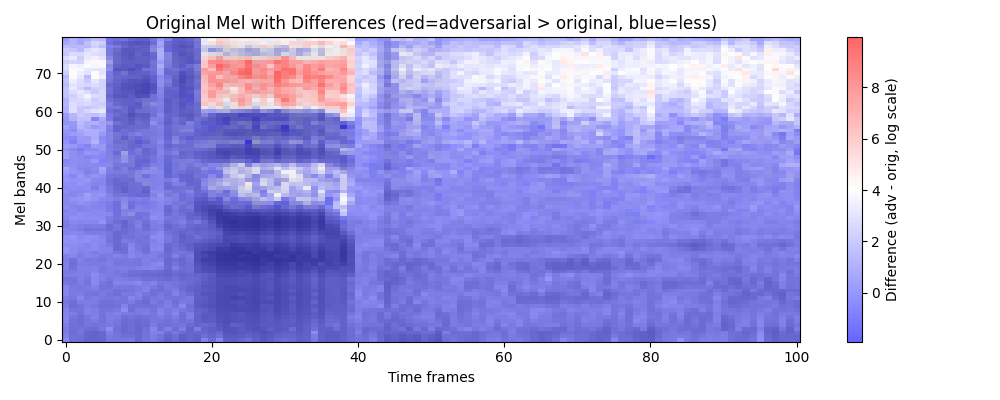 Original Mel with Differences (red=adversarial > original, blue=less)
Mel bands
70
60
50
40
30
20
10
0
0 20 40 60 80 100
Time frames
8
6
4
2
0
Difference (adv - orig, log scale)